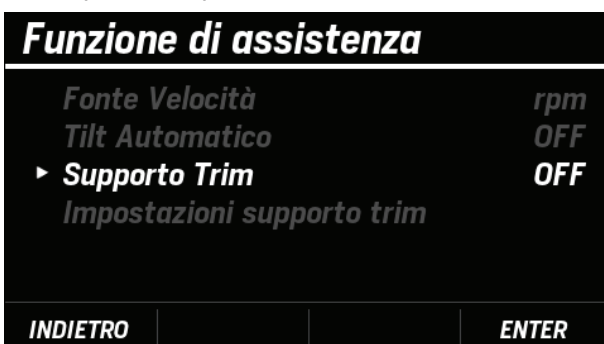 Funzione di assistenza
Fonte Velocità rpm
Tilt Automatico OFF
▸ Supporto Trim OFF
Impostazioni supporto trim
INDIETRO ENTER